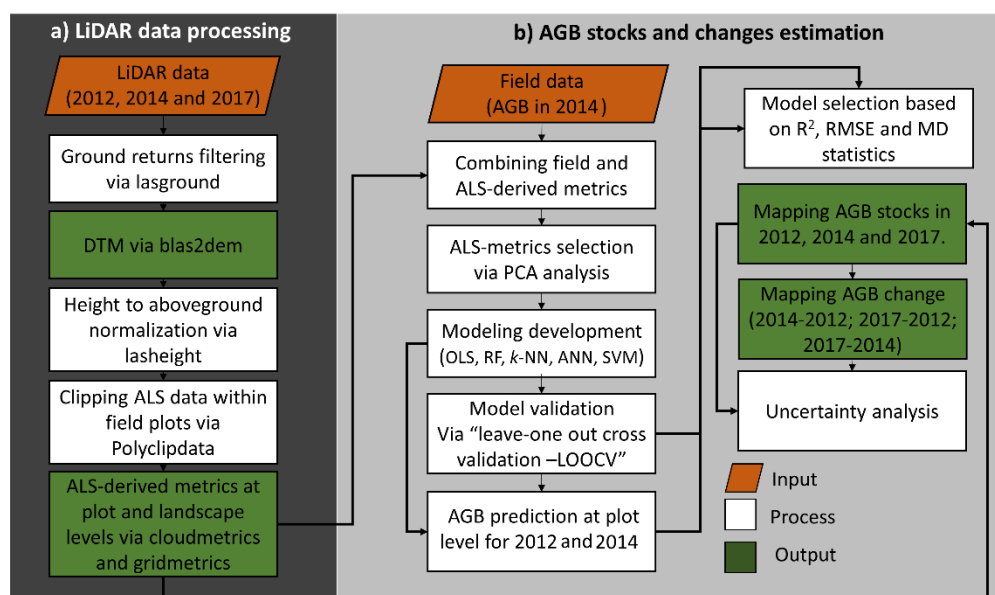 a) LiDAR data processing
LiDAR data
(2012, 2014 and 2017)
Ground returns filtering
via lasground
DTM via blas2dem
Height to aboveground
normalization via
lasheight
Clipping ALS data within
field plots via
Polyclipdata
ALS-derived metrics at
plot and landscape
levels via cloudmetrics
and gridmetrics
b) AGB stocks and changes estimation
Field data
(AGB in 2014)
Combining field and
ALS-derived metrics
ALS-metrics selection
via PCA analysis
Modeling development
(OLS, RF, k-NN, ANN, SVM)
Model validation
Via “leave-one out cross
validation –LOOCV”
AGB prediction at plot
level for 2012 and 2014
Model selection based
on R², RMSE and MD
statistics
Mapping AGB stocks in
2012, 2014 and 2017.
Mapping AGB change
(2014-2012; 2017-2012;
2017-2014)
Uncertainty analysis
Input
Process
Output